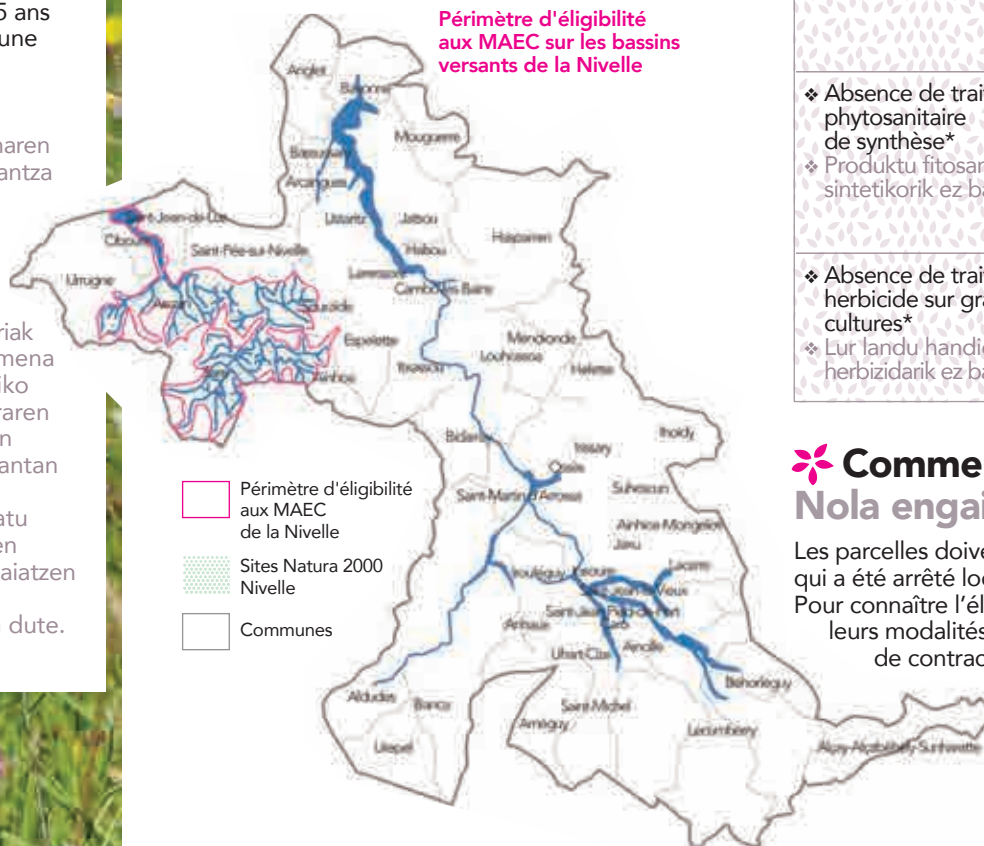 5 ans
une
haren
antza
riak
mena
iko
raren
n
antan
atu
en
aiatzen
dute.
Périmètre d'éligibilité
aux MAEC sur les bassins
versants de la Nivelle
Anglet
Bayonne
Mouguerre
Bassussarry
Arcangues
Saint-Jean-de-Luz
Ustaritz
Jatxou
Ciboure
Saint-Pée-sur-Nivelle
Halsou
Hasparren
Urrugne
Larressore
Cambo-les-Bains
Ascain
Souraide
Espelette
Mendionde
Louhossoa
Sare
Ainhoa
Itxassou
Helette
Bidarray
Irissary
Iholdy
Ossès
Saint-Martin-d'Arrossa
Suhescun
Ainhice-Mongelos
Jaxu
Irouléguy
Ispoure
Lacarre
Saint-Jean-le-Vieux
Saint-Jean-Pied-de-Port
Anhaux
Caro
Uhart-Cize
Aincille
Béhorléguy
Aldudes
Banca
Saint-Michel
Arnéguy
Lecumberry
Urepel
Alçay-Alçabéhéty-Sunharette
Périmètre d'éligibilité
aux MAEC
de la Nivelle
Sites Natura 2000
Nivelle
Communes
❖ Absence de trai
phytosanitaire
de synthèse*
❖ Produktu fitosan
sintetikorik ez ba
❖ Absence de trai
herbicide sur gra
cultures*
❖ Lur landu handie
herbizidarik ez ba
Comme
Nola engai
Les parcelles doive
qui a été arrêté loc
Pour connaître l'él
leurs modalités
de contrac